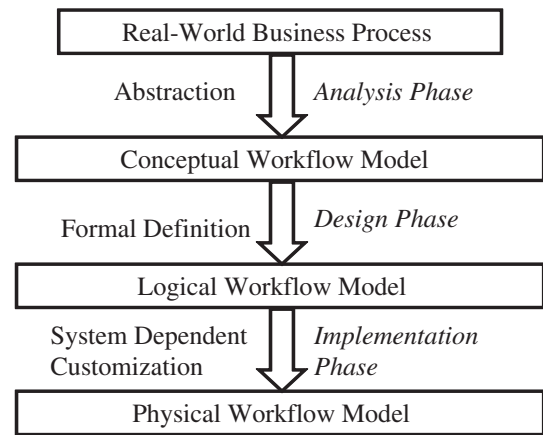 Real-World Business Process
Abstraction Analysis Phase
Conceptual Workflow Model
Formal Definition Design Phase
Logical Workflow Model
System Dependent Implementation
Customization Phase
Physical Workflow Model